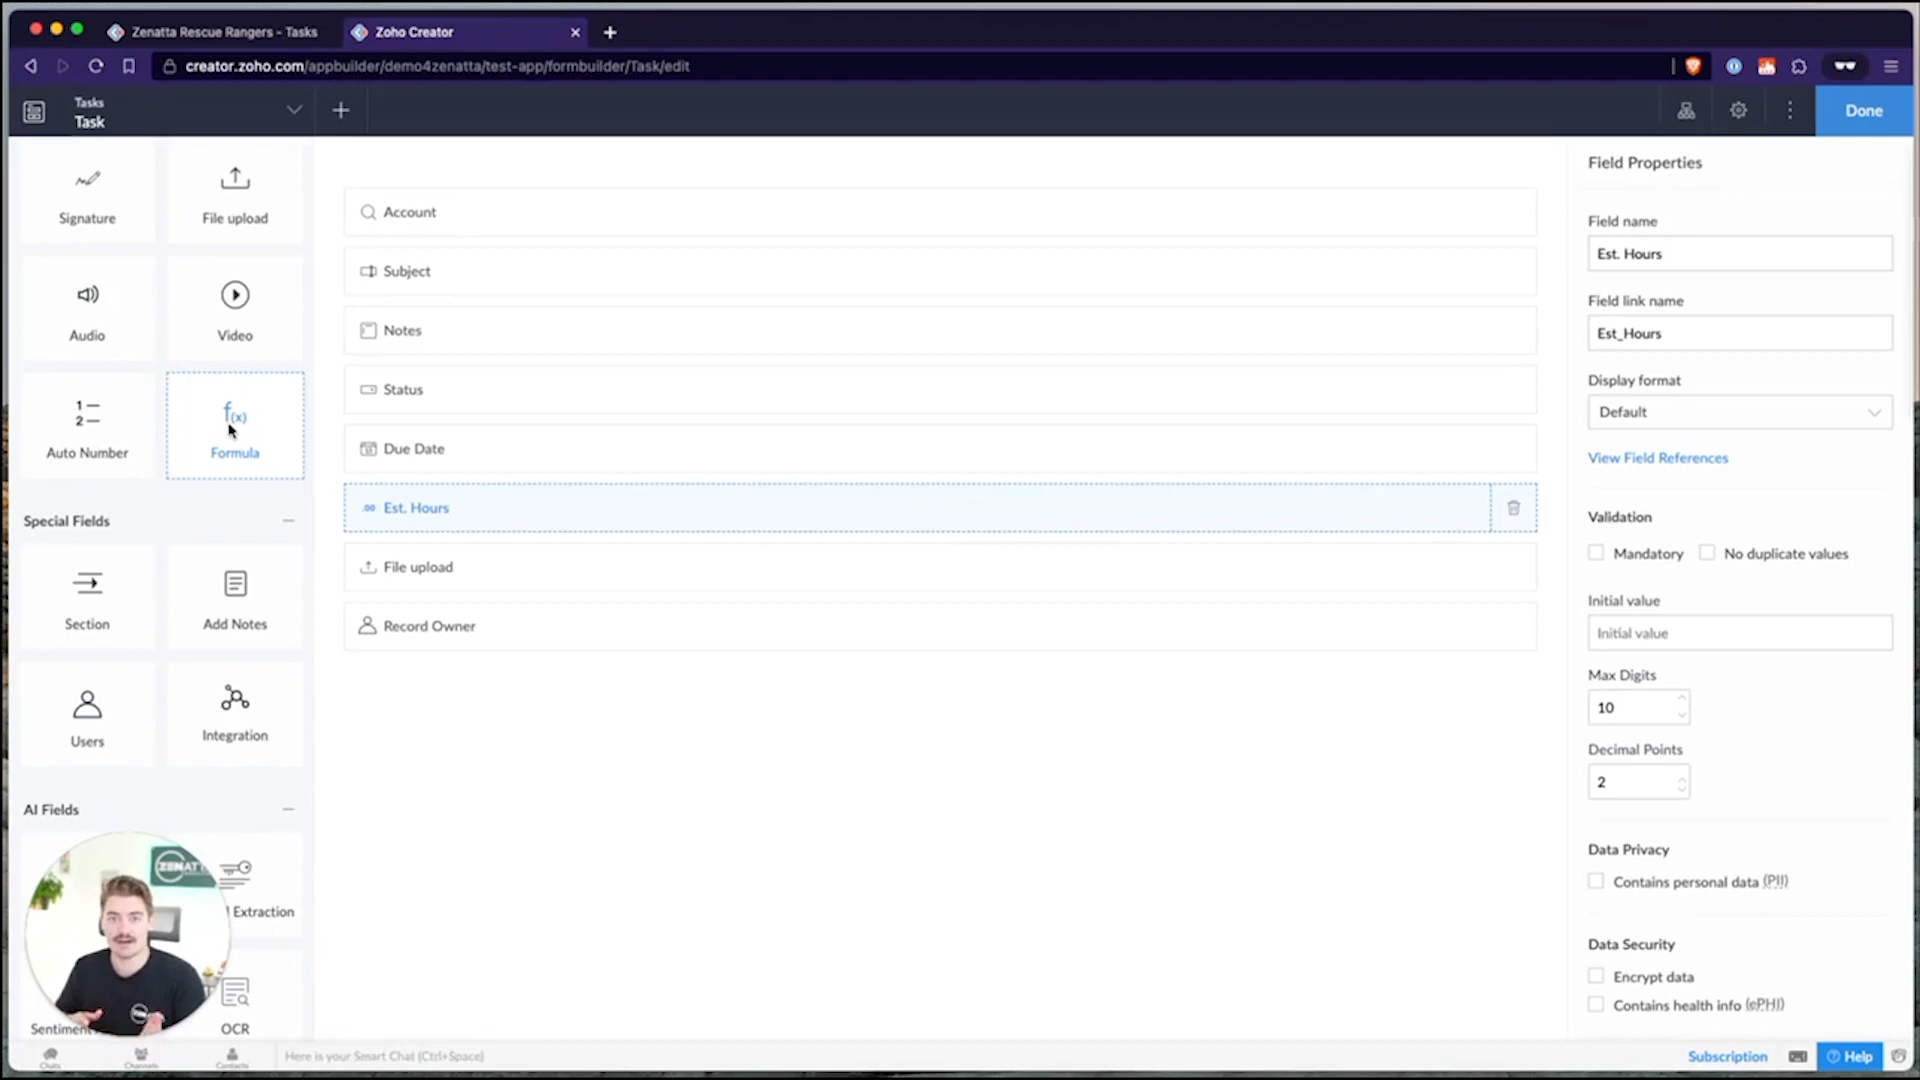 Zenatta Rescue Rangers - Tasks
Zoho Creator
creator.zoho.com/appbuilder/demo4zenatta/test-app/formbuilder/Task/edit
Tasks
Task
Done
Signature
File upload
Audio
Video
1
2
Auto Number
f(x)
Formula
Special Fields
Section
Add Notes
Users
Integration
AI Fields
ZENATT
Extraction
Sentiment
OCR
Account
Subject
Notes
Status
Due Date
.00 Est. Hours
File upload
Record Owner
Field Properties
Field name
Est. Hours
Field link name
Est_Hours
Display format
Default
View Field References
Validation
Mandatory
No duplicate values
Initial value
Initial value
Max Digits
10
Decimal Points
2
Data Privacy
Contains personal data (PII)
Data Security
Encrypt data
Contains health info (ePHI)
Chats
Channels
Contacts
Here is your Smart Chat (Ctrl+Space)
Subscription
Help